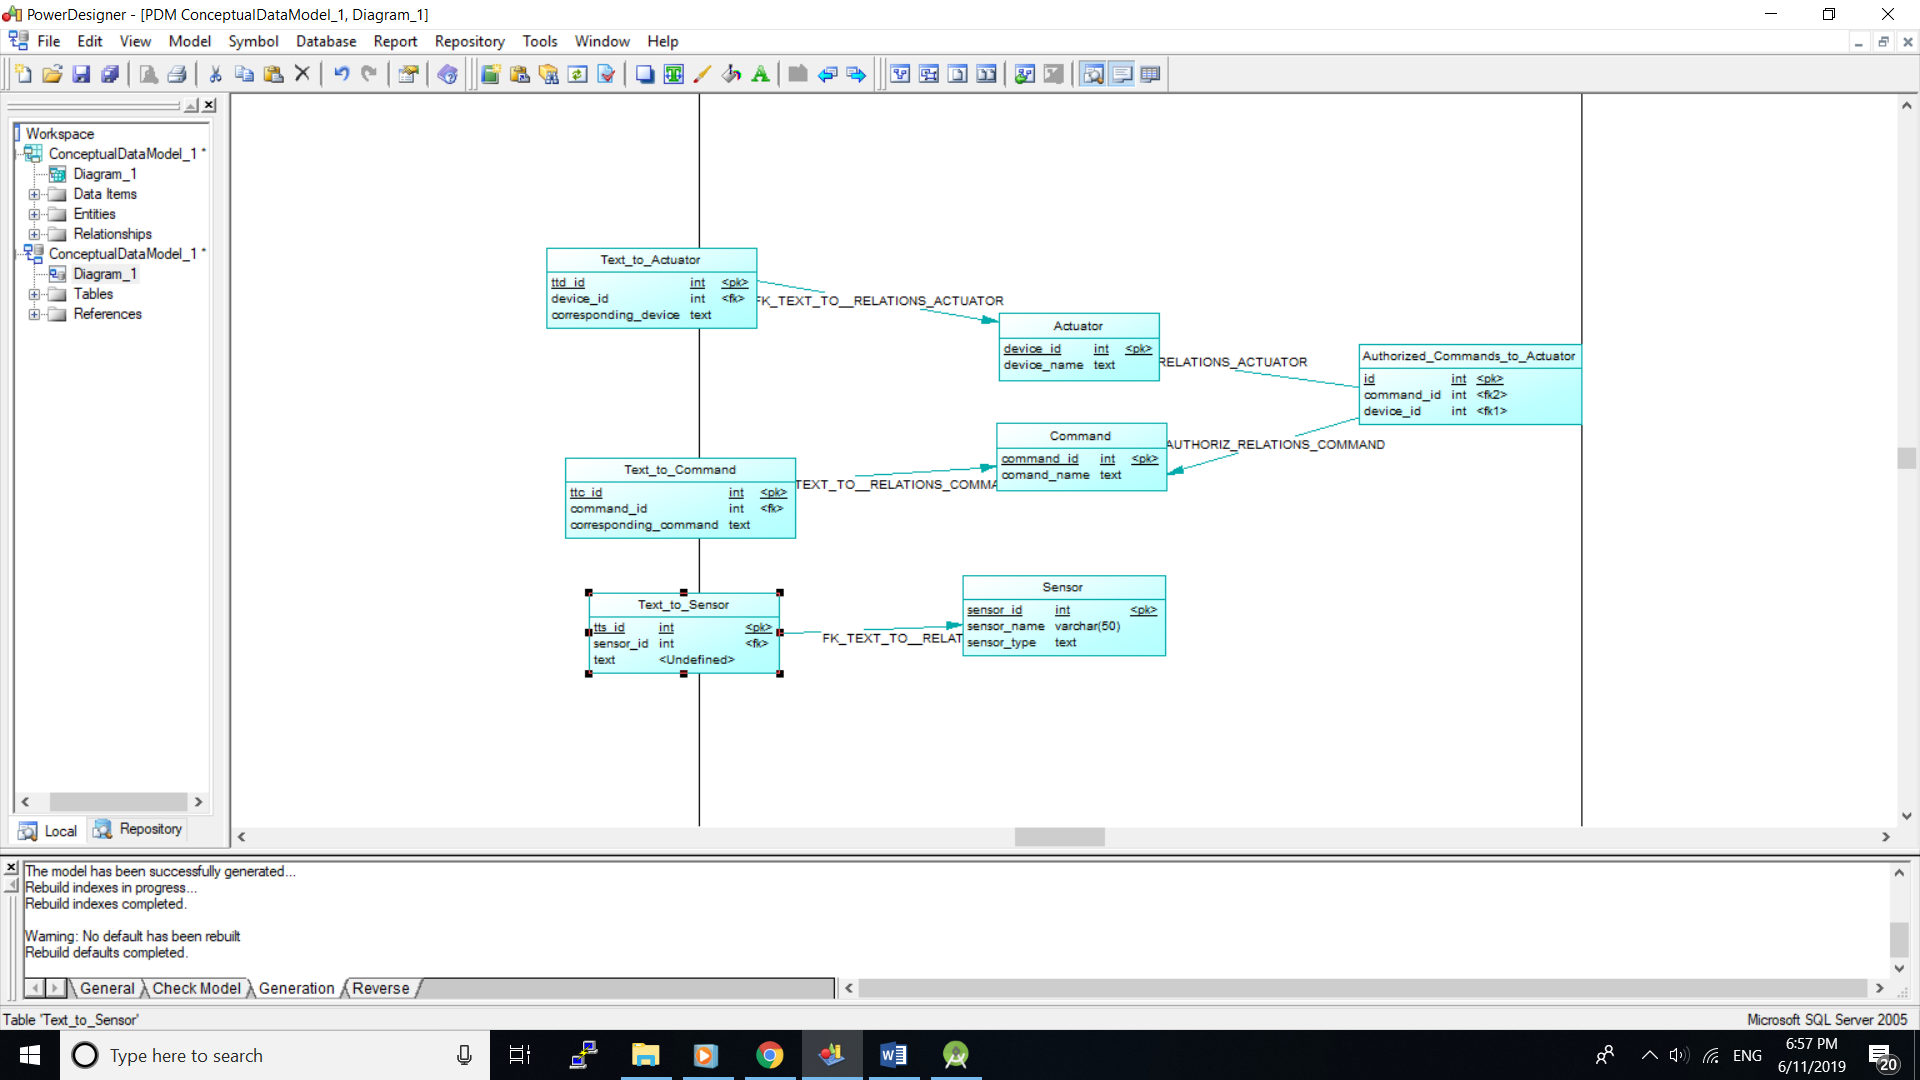 PowerDesigner - [PDM ConceptualDataModel_1, Diagram_1]
File Edit View Model Symbol Database Report Repository Tools Window Help
Workspace
ConceptualDataModel_1 *
Diagram_1
Data Items
Entities
Relationships
ConceptualDataModel_1 *
Diagram_1
Tables
References
Local Repository
Text_to_Actuator
ttd_id int <pk>
device_id int <fk>
corresponding_device text
FK_TEXT_TO__RELATIONS_ACTUATOR
Actuator
device_id int <pk>
device_name text
RELATIONS_ACTUATOR
Authorized_Commands_to_Actuator
id int <pk>
command_id int <fk2>
device_id int <fk1>
AUTHORIZ_RELATIONS_COMMAND
Command
command_id int <pk>
comand_name text
Text_to_Command
ttc_id int <pk>
command_id int <fk>
corresponding_command text
TEXT_TO__RELATIONS_COMMA
Text_to_Sensor
tts_id int <pk>
sensor_id int <fk>
text <Undefined>
FK_TEXT_TO__RELAT
Sensor
sensor_id int <pk>
sensor_name varchar(50)
sensor_type text
The model has been successfully generated...
Rebuild indexes in progress...
Rebuild indexes completed.
Warning: No default has been rebuilt
Rebuild defaults completed.
General Check Model Generation Reverse
Table 'Text_to_Sensor' Microsoft SQL Server 2005
Type here to search
ENG
6:57 PM
6/11/2019
20